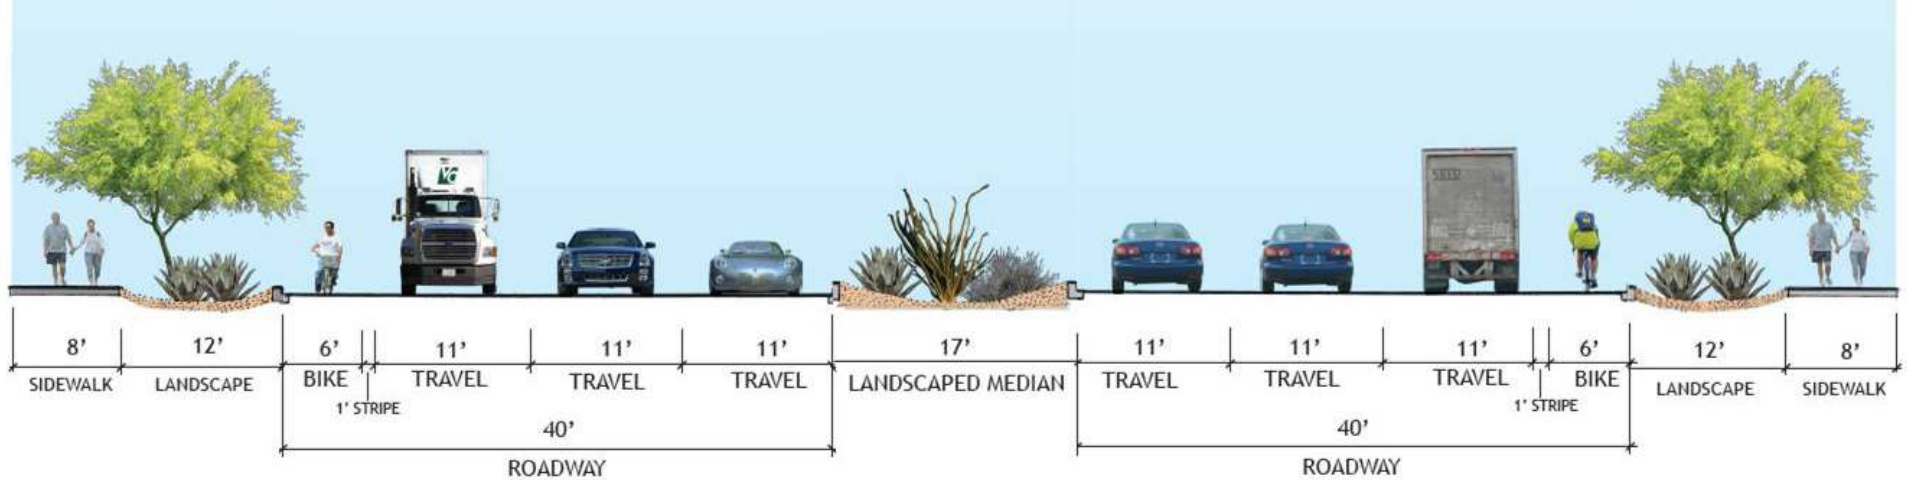 8' 12' 6' 11' 11' 11' 17' 11' 11' 11' 6' 12' 8'
SIDEWALK LANDSCAPE BIKE TRAVEL TRAVEL TRAVEL LANDSCAPED MEDIAN TRAVEL TRAVEL TRAVEL BIKE LANDSCAPE SIDEWALK
1' STRIPE 1' STRIPE
40' 40'
ROADWAY ROADWAY